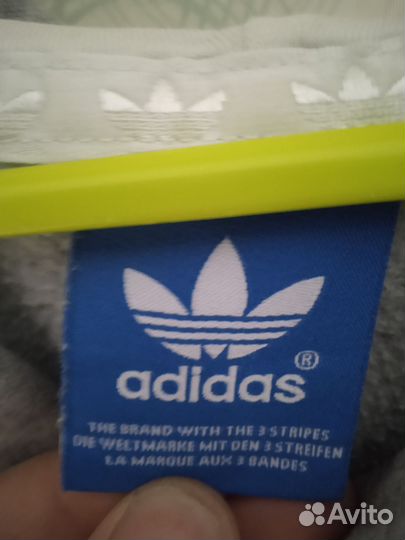 adidas®
THE BRAND WITH THE 3 STRIPES
DIE WELTMARKE MIT DEN 3 STREIFEN
LA MARQUE AUX 3 BANDES
Avito